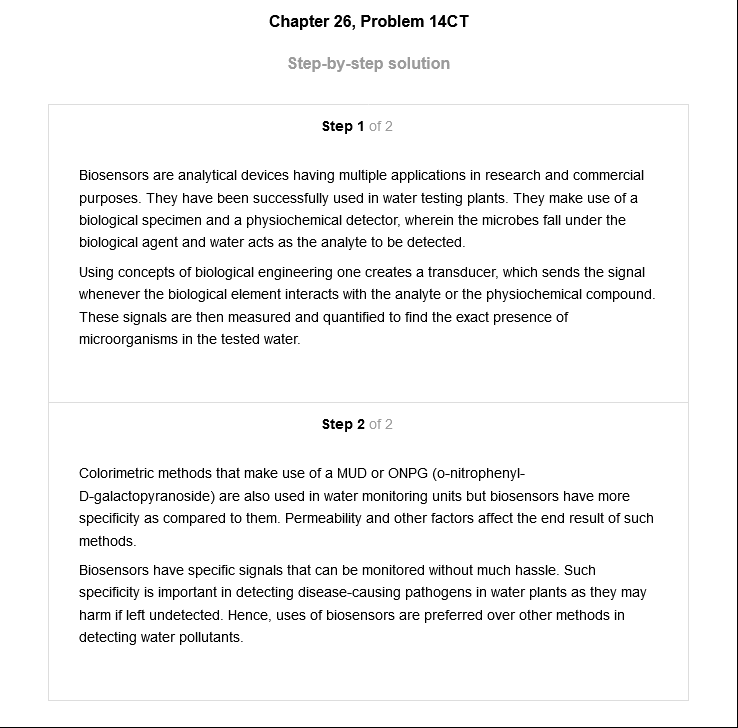 Chapter 26, Problem 14CT
Step-by-step solution
Step 1 of 2
Biosensors are analytical devices having multiple applications in research and commercial
purposes. They have been successfully used in water testing plants. They make use of a
biological specimen and a physiochemical detector, wherein the microbes fall under the
biological agent and water acts as the analyte to be detected.
Using concepts of biological engineering one creates a transducer, which sends the signal
whenever the biological element interacts with the analyte or the physiochemical compound.
These signals are then measured and quantified to find the exact presence of
microorganisms in the tested water.
Step 2 of 2
Colorimetric methods that make use of a MUD or ONPG (o-nitrophenyl-
D-galactopyranoside) are also used in water monitoring units but biosensors have more
specificity as compared to them. Permeability and other factors affect the end result of such
methods.
Biosensors have specific signals that can be monitored without much hassle. Such
specificity is important in detecting disease-causing pathogens in water plants as they may
harm if left undetected. Hence, uses of biosensors are preferred over other methods in
detecting water pollutants.